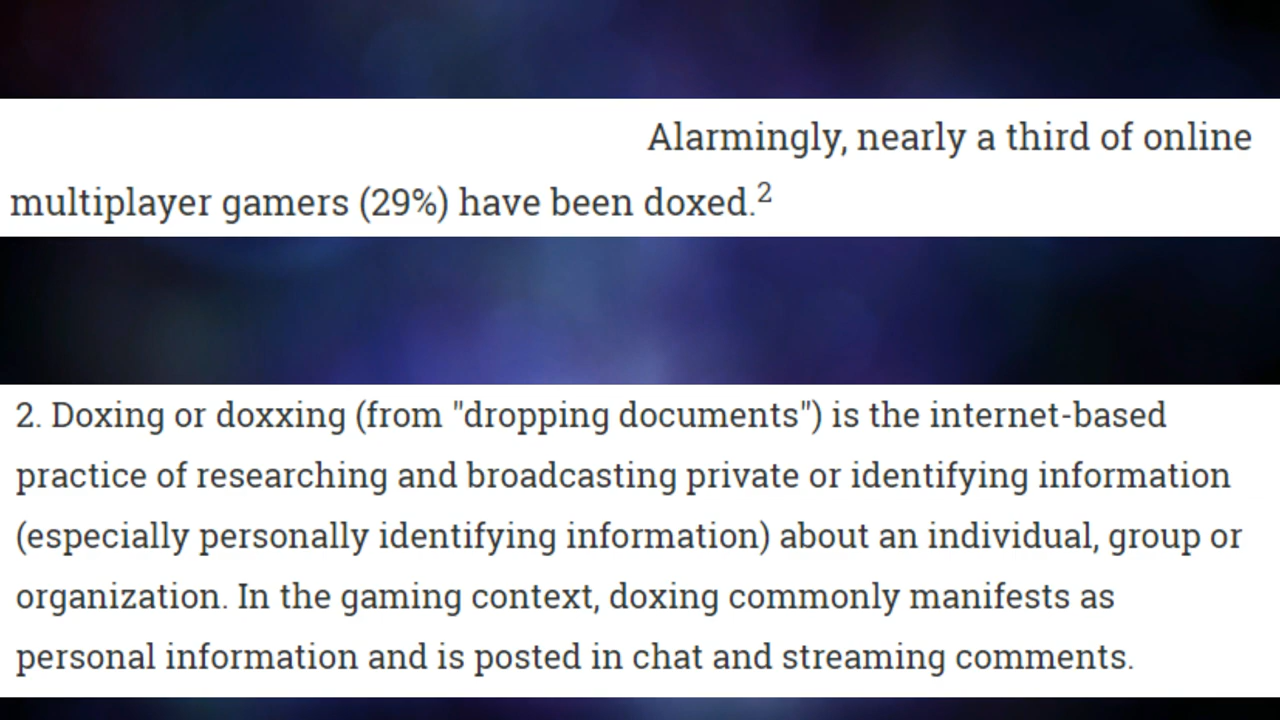 Alarmingly, nearly a third of online
multiplayer gamers (29%) have been doxed.²
2. Doxing or doxxing (from "dropping documents") is the internet-based
practice of researching and broadcasting private or identifying information
(especially personally identifying information) about an individual, group or
organization. In the gaming context, doxing commonly manifests as
personal information and is posted in chat and streaming comments.